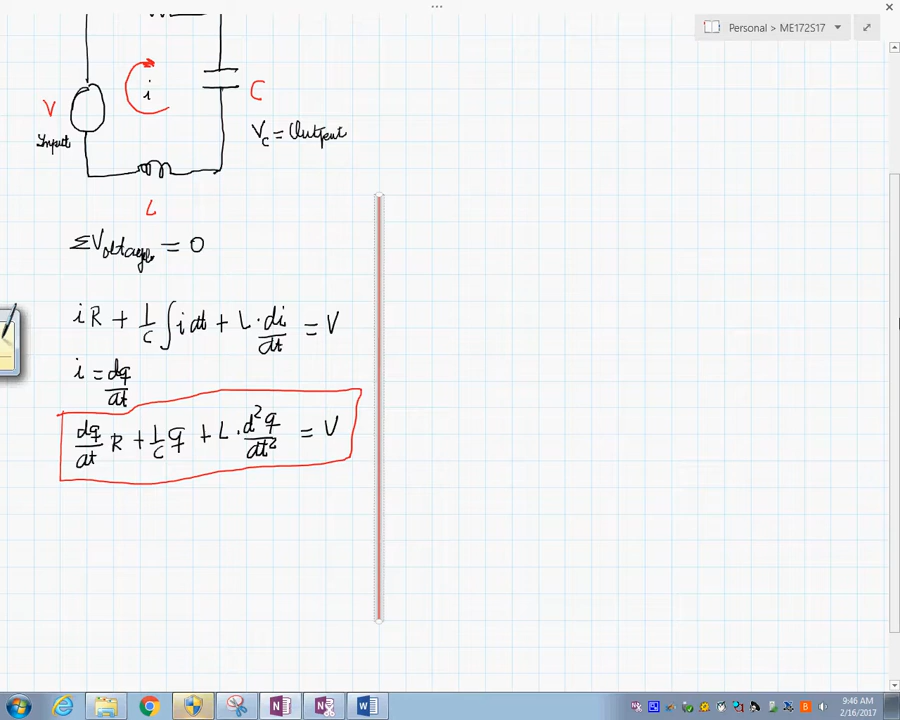 Personal > ME172S17
V
i
C
Input
V_C = Output
L
ΣVoltages = 0
iR + 1/C ∫ i dt + L · di/dt = V
i = dq/dt
dq/dt R + 1/C q + L · d²q/dt² = V
9:46 AM
2/16/2017